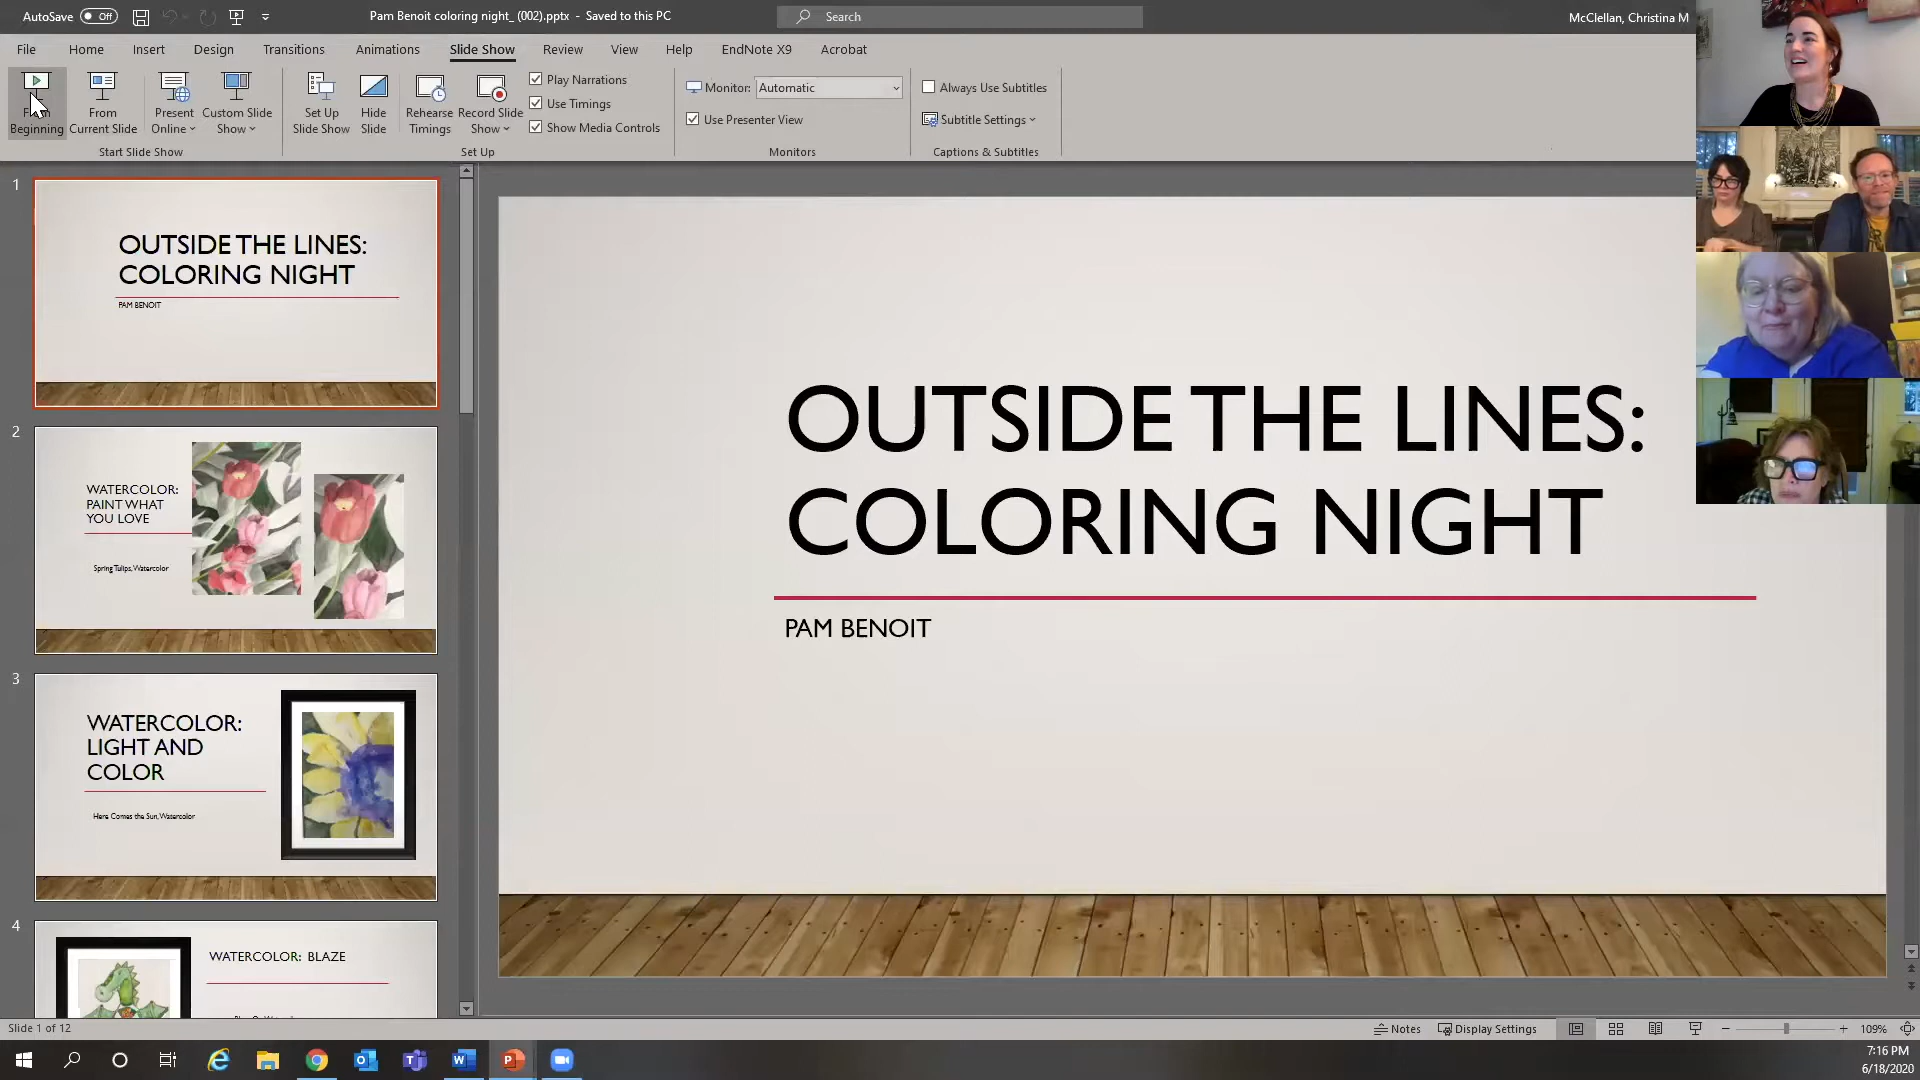 AutoSave Off
Pam Benoit coloring night_ (002).pptx - Saved to this PC
Search
McClellan, Christina M
File Home Insert Design Transitions Animations Slide Show Review View Help EndNote X9 Acrobat
From Beginning
From Current Slide
Present Online
Custom Slide Show
Start Slide Show
Set Up Slide Show
Hide Slide
Rehearse Timings
Record Slide Show
Play Narrations
Use Timings
Show Media Controls
Set Up
Monitor: Automatic
Use Presenter View
Monitors
Always Use Subtitles
Subtitle Settings
Captions & Subtitles
1
OUTSIDE THE LINES:
COLORING NIGHT
PAM BENOIT
2
WATERCOLOR:
PAINT WHAT
YOU LOVE
Spring Tulips, Watercolor
3
WATERCOLOR:
LIGHT AND
COLOR
Here Comes the Sun, Watercolor
4
WATERCOLOR: BLAZE
OUTSIDE THE LINES:
COLORING NIGHT
PAM BENOIT
Slide 1 of 12
Notes
Display Settings
109%
7:16 PM
6/18/2020